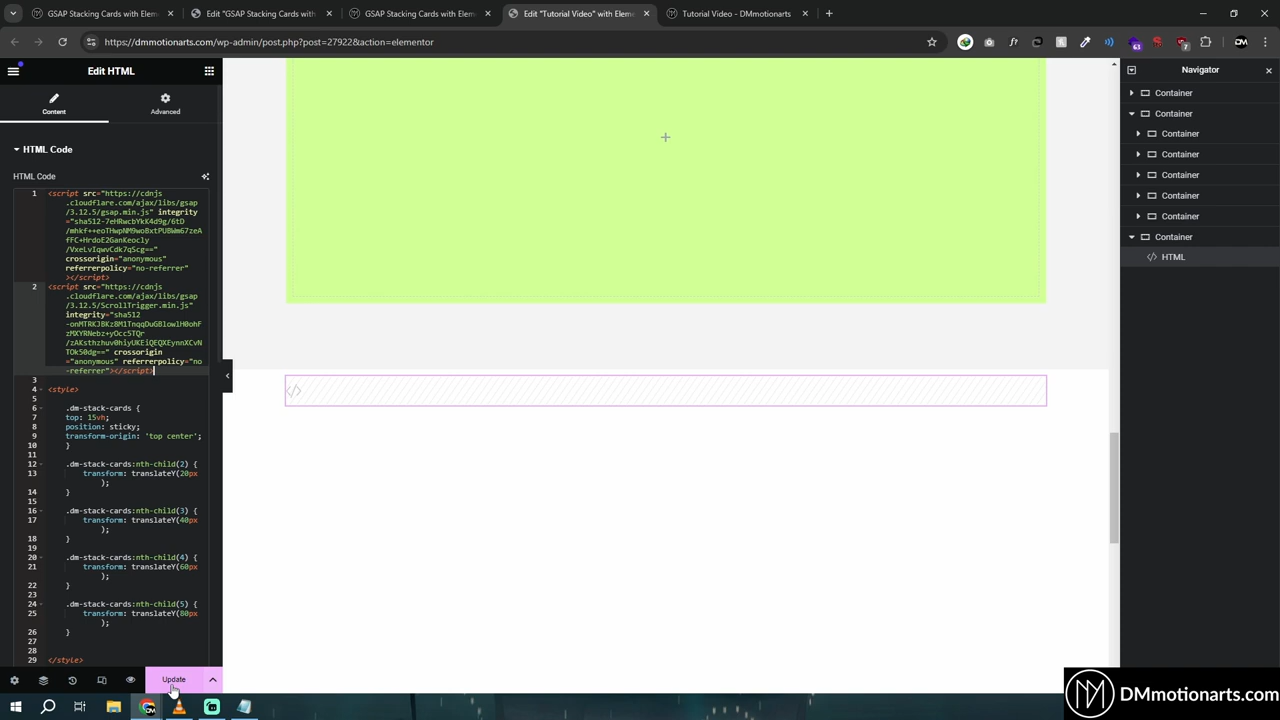 "GSAP Stacking Cards with Elem
Edit "GSAP Stacking Cards with
GSAP Stacking Cards with Elem
Edit "Tutorial Video" with Eleme
Tutorial Video - DMmotionarts
https://dmmotionarts.com/wp-admin/post.php?post=27922&action=elementor
Edit HTML
Content
Advanced
HTML Code
HTML Code
1 <script src="https://cdnjs
.cloudflare.com/ajax/libs/gsap
/3.12.5/gsap.min.js" integrity
crossorigin="anonymous"
referrerpolicy="no-referrer"
></script>
2 <script src="https://cdnjs
.cloudflare.com/ajax/libs/gsap
/3.12.5/ScrollTrigger.min.js"
integrity="sha512
crossorigin
="anonymous" referrerpolicy="no
-referrer"></script>
3
4 <style>
5
6 .dm-stack-cards {
7 top: 15vh;
8 position: sticky;
9 transform-origin: 'top center';
10 }
11
12 .dm-stack-cards:nth-child(2) {
13 transform: translateY(20px
);
14 }
15
16 .dm-stack-cards:nth-child(3) {
17 transform: translateY(40px
);
18 }
19
20 .dm-stack-cards:nth-child(4) {
21 transform: translateY(60px
);
22 }
23
24 .dm-stack-cards:nth-child(5) {
25 transform: translateY(80px
);
26 }
27
28
29 </style>
Update
Navigator
Container
Container
Container
Container
Container
Container
Container
Container
</> HTML
DMmotionarts.com